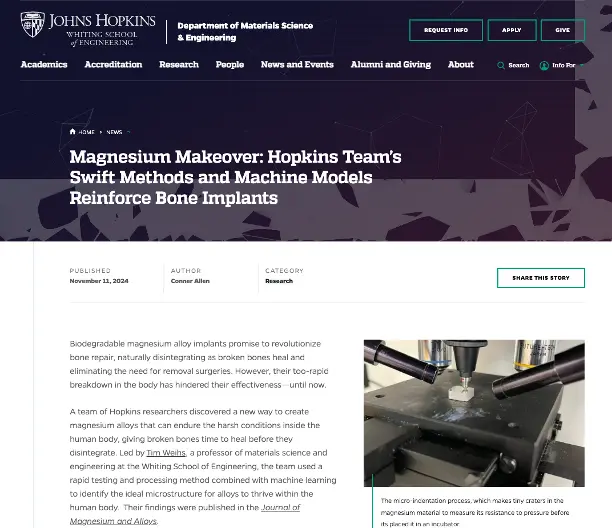 JOHNS HOPKINS
WHITING SCHOOL
of ENGINEERING
Department of Materials Science
& Engineering
REQUEST INFO
APPLY
GIVE
Academics
Accreditation
Research
People
News and Events
Alumni and Giving
About
Search
Info For
HOME
NEWS
Magnesium Makeover: Hopkins Team's
Swift Methods and Machine Models
Reinforce Bone Implants
PUBLISHED
November 11, 2024
AUTHOR
Conner Allen
CATEGORY
Research
SHARE THIS STORY
Biodegradable magnesium alloy implants promise to revolutionize
bone repair, naturally disintegrating as broken bones heal and
eliminating the need for removal surgeries. However, their too-rapid
breakdown in the body has hindered their effectiveness—until now.
A team of Hopkins researchers discovered a new way to create
magnesium alloys that can endure the harsh conditions inside the
human body, giving broken bones time to heal before they
disintegrate. Led by Tim Weihs, a professor of materials science and
engineering at the Whiting School of Engineering, the team used a
rapid testing and processing method combined with machine learning
to identify the ideal microstructure for alloys to thrive within the
human body. Their findings were published in the Journal of
Magnesium and Alloys.
The micro-indentation process, which makes tiny craters in the
magnesium material to measure its resistance to pressure before
its placed it in an incubator.